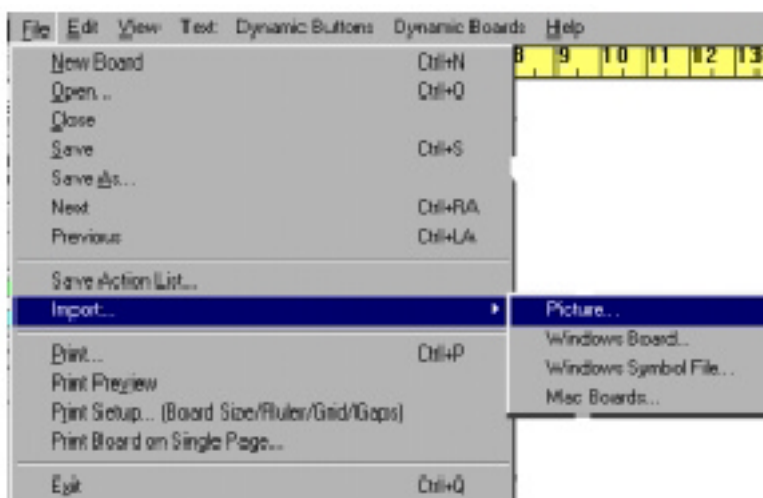 File Edit View Text Dynamic Buttons Dynamic Boards Help
8 9 10 11 12 13
New Board Ctrl+N
Open... Ctrl+O
Close
Save Ctrl+S
Save As...
Next Ctrl+RA
Previous Ctrl+LA
Save Action List...
Import...
Picture...
Windows Board...
Windows Symbol File...
Mac Boards...
Print... Ctrl+P
Print Preview
Print Setup... (Board Size/Ruler/Grid/Gaps)
Print Board on Single Page...
Exit Ctrl+Q